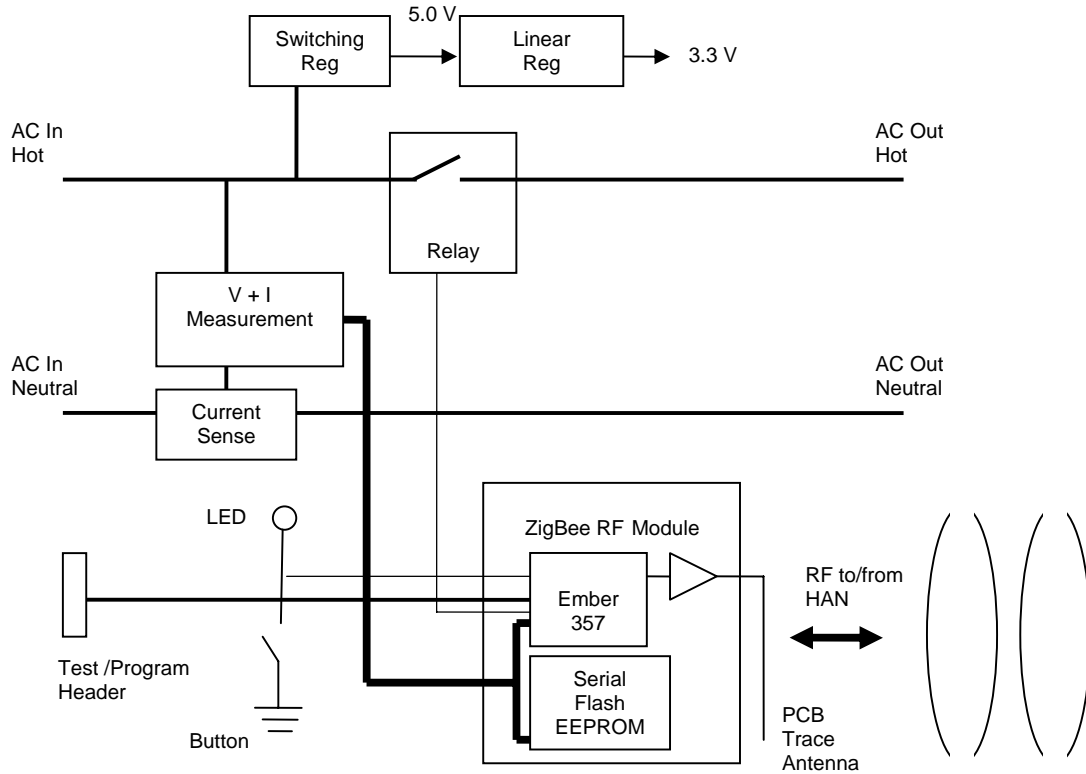 5.0 V
Switching
Reg
Linear
Reg
3.3 V
AC In
Hot
AC Out
Hot
Relay
V + I
Measurement
AC In
Neutral
AC Out
Neutral
Current
Sense
LED
ZigBee RF Module
Ember
357
RF to/from
HAN
Test /Program
Header
Serial
Flash
EEPROM
Button
PCB
Trace
Antenna